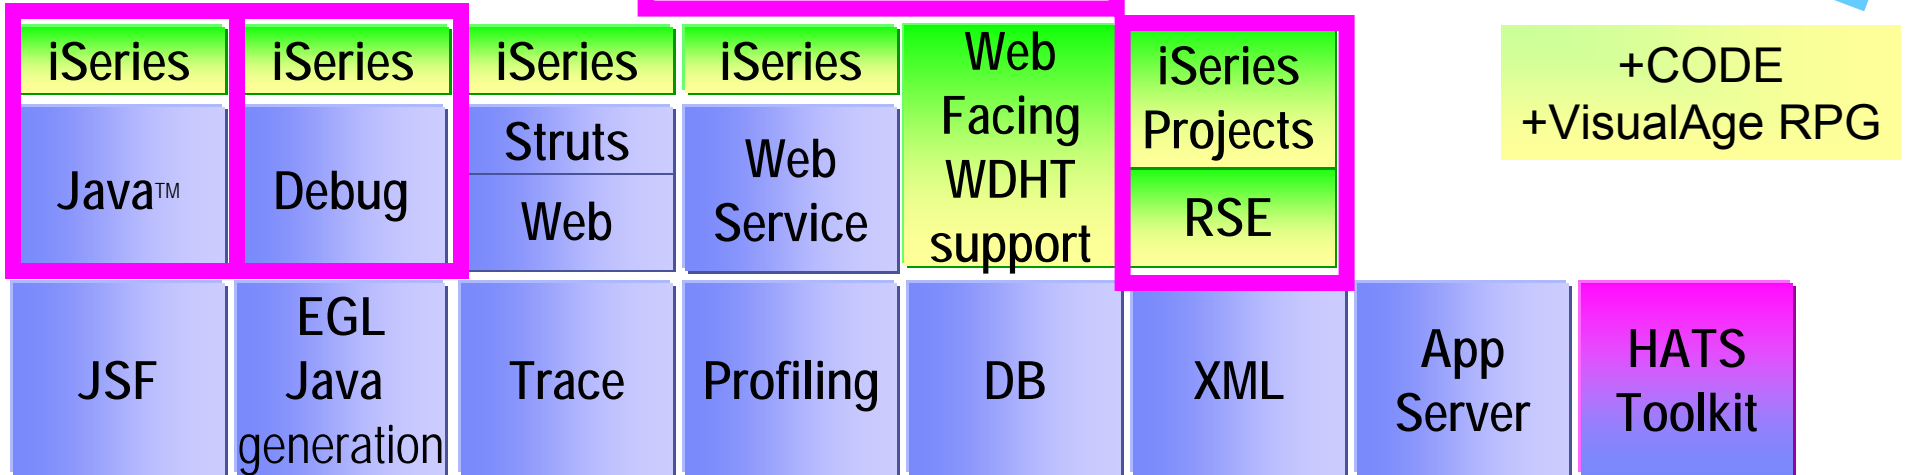 iSeries
iSeries
iSeries
iSeries
Web
Facing
WDHT
support
iSeries
Projects
RSE
+CODE
+VisualAge RPG
Java™
Debug
Struts
Web
Web
Service
JSF
EGL
Java
generation
Trace
Profiling
DB
XML
App
Server
HATS
Toolkit